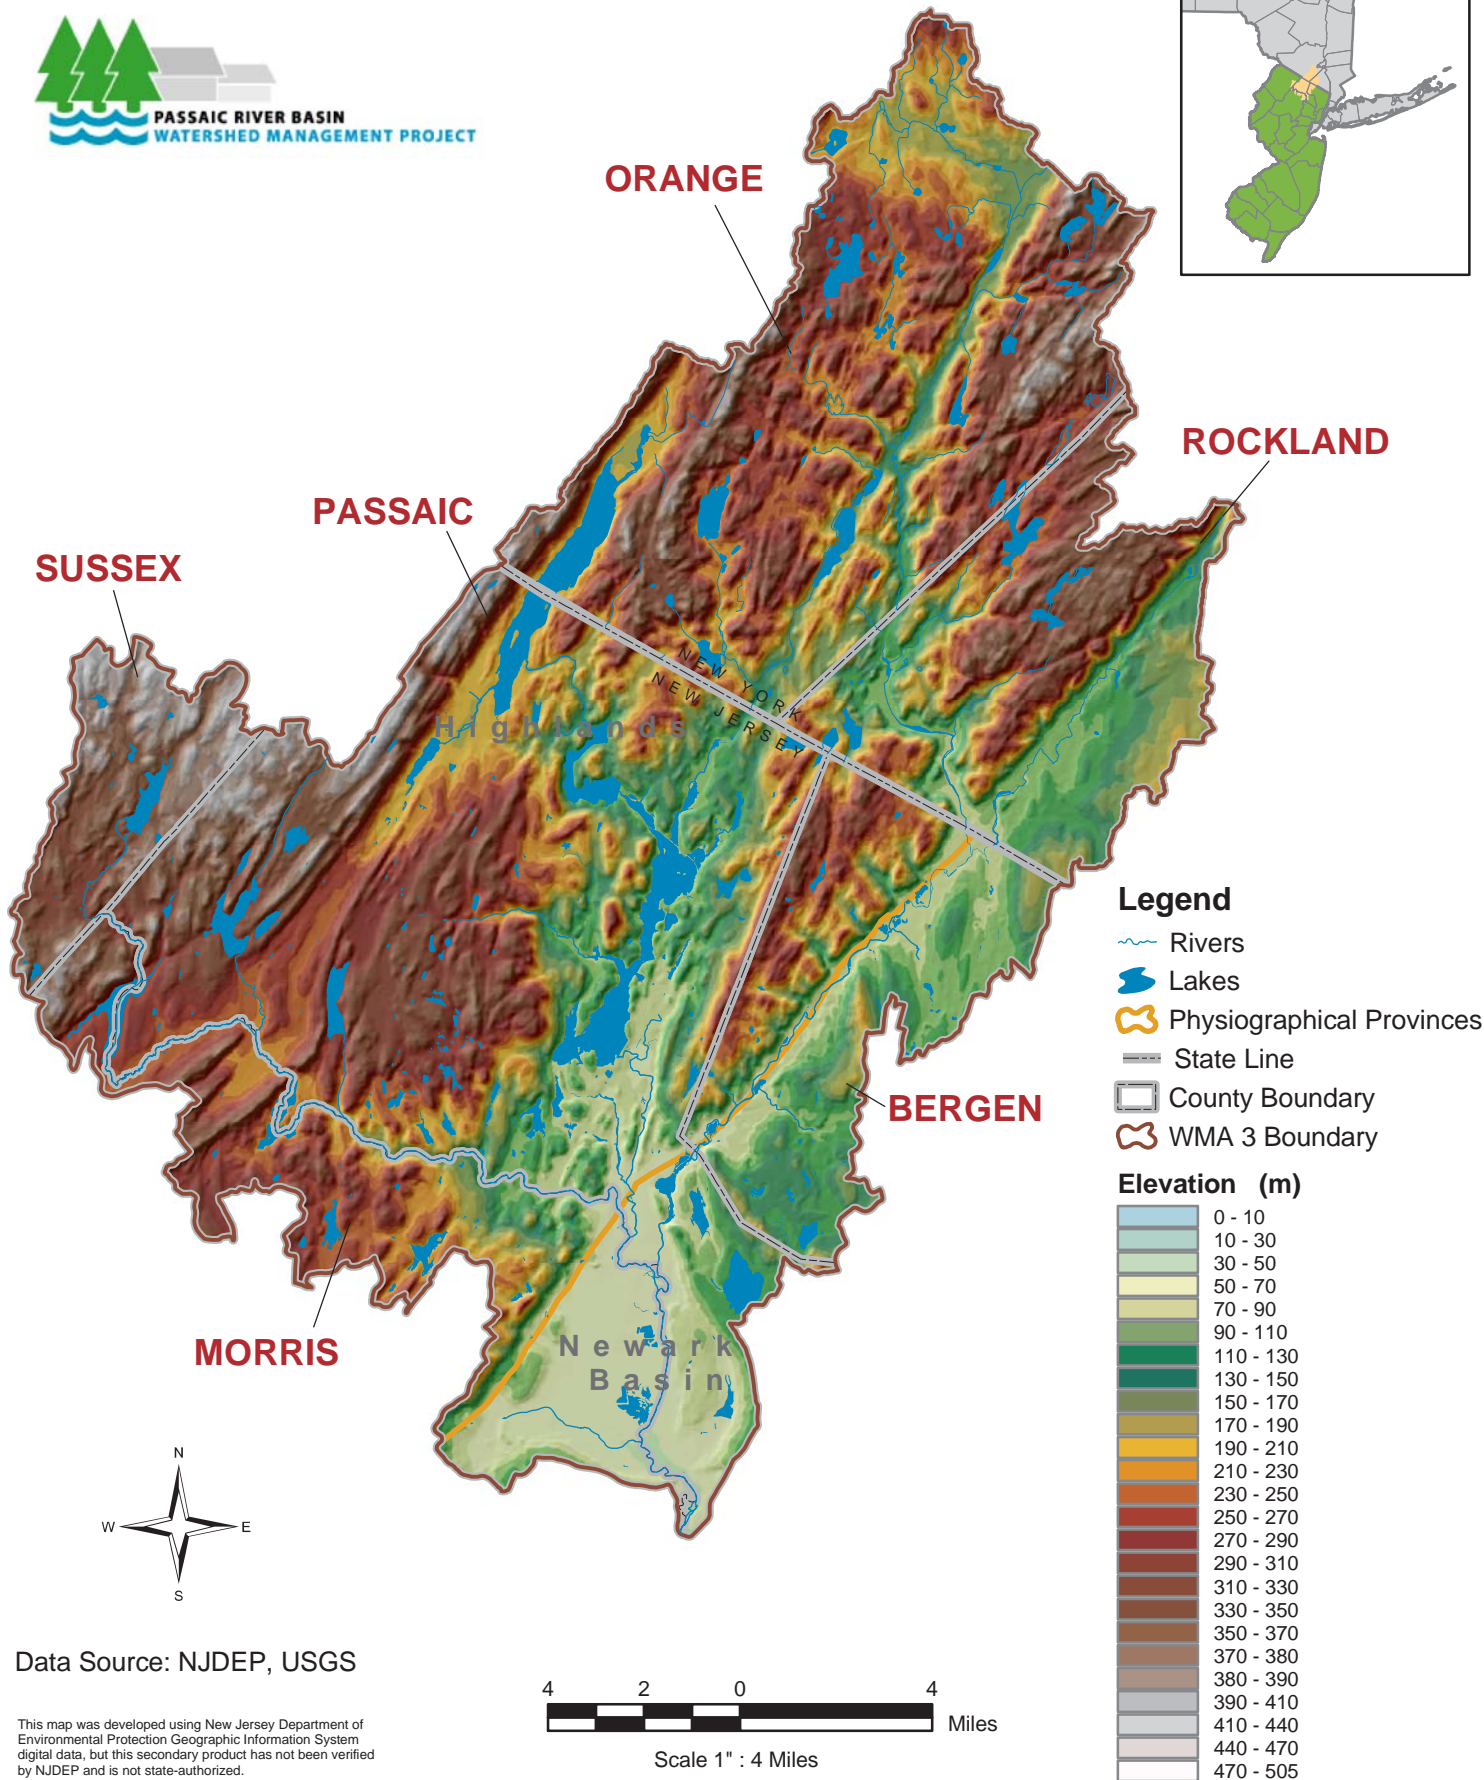 PASSAIC RIVER BASIN
WATERSHED MANAGEMENT PROJECT
ORANGE
ROCKLAND
PASSAIC
SUSSEX
NEW YORK
NEW JERSEY
Highlands
BERGEN
MORRIS
Newark
Basin
Legend
Rivers
Lakes
Physiographical Provinces
State Line
County Boundary
WMA 3 Boundary
Elevation (m)
0 - 10
10 - 30
30 - 50
50 - 70
70 - 90
90 - 110
110 - 130
130 - 150
150 - 170
170 - 190
190 - 210
210 - 230
230 - 250
250 - 270
270 - 290
290 - 310
310 - 330
330 - 350
350 - 370
370 - 380
380 - 390
390 - 410
410 - 440
440 - 470
470 - 505
N
W E
S
Data Source: NJDEP, USGS
This map was developed using New Jersey Department of
Environmental Protection Geographic Information System
digital data, but this secondary product has not been verified
by NJDEP and is not state-authorized.
4 2 0 4
Miles
Scale 1" : 4 Miles